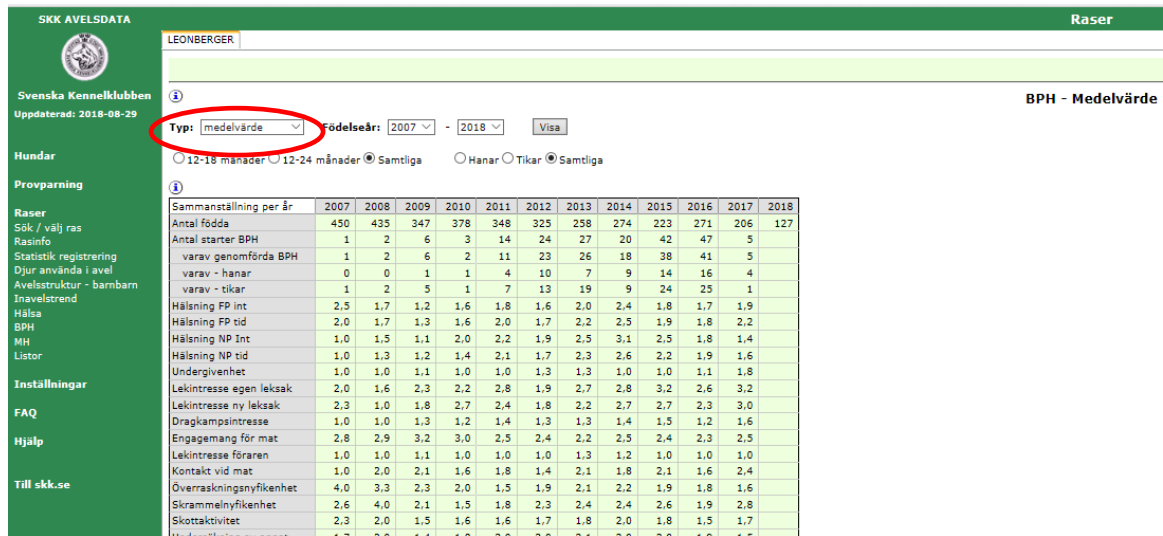 SKK AVELSDATA
Raser
LEONBERGER
Svenska Kennelklubben
Uppdaterad: 2018-08-29
BPH - Medelvärde
Typ: medelvärde Födelseår: 2007 - 2018 Visa
12-18 månader 12-24 månader Samtliga Hanar Tikar Samtliga
Hundar
Provparning
Raser
Sök / välj ras
Rasinfo
Statistik registrering
Djur använda i avel
Avelsstruktur - barnbarn
Inavelstrend
Hälsa
BPH
MH
Listor
Inställningar
FAQ
Hjälp
Till skk.se
Sammanställning per år 2007 2008 2009 2010 2011 2012 2013 2014 2015 2016 2017 2018
Antal födda 450 435 347 378 348 325 258 274 223 271 206 127
Antal starter BPH 1 2 6 3 14 24 27 20 42 47 5
varav genomförda BPH 1 2 6 2 11 23 26 18 38 41 5
varav - hanar 0 0 1 1 4 10 7 9 14 16 4
varav - tikar 1 2 5 1 7 13 19 9 24 25 1
Hälsning FP int 2,5 1,7 1,2 1,6 1,8 1,6 2,0 2,4 1,8 1,7 1,9
Hälsning FP tid 2,0 1,7 1,3 1,6 2,0 1,7 2,2 2,5 1,9 1,8 2,2
Hälsning NP Int 1,0 1,5 1,1 2,0 2,2 1,9 2,5 3,1 2,5 1,8 1,4
Hälsning NP tid 1,0 1,3 1,2 1,4 2,1 1,7 2,3 2,6 2,2 1,9 1,6
Undergivenhet 1,0 1,0 1,1 1,0 1,0 1,3 1,3 1,0 1,0 1,1 1,8
Lekintresse egen leksak 2,0 1,6 2,3 2,2 2,8 1,9 2,7 2,8 3,2 2,6 3,2
Lekintresse ny leksak 2,3 1,0 1,8 2,7 2,4 1,8 2,2 2,7 2,7 2,3 3,0
Dragkampsintresse 1,0 1,0 1,3 1,2 1,4 1,3 1,3 1,4 1,5 1,2 1,6
Engagemang för mat 2,8 2,9 3,2 3,0 2,5 2,4 2,2 2,5 2,4 2,3 2,5
Lekintresse föraren 1,0 1,0 1,1 1,0 1,0 1,0 1,3 1,2 1,0 1,0 1,0
Kontakt vid mat 1,0 2,0 2,1 1,6 1,8 1,4 2,1 1,8 2,1 1,6 2,4
Överraskningsnyfikenhet 4,0 3,3 2,3 2,0 1,5 1,9 2,1 2,2 1,9 1,8 1,6
Skrammelnyfikenhet 2,6 4,0 2,1 1,5 1,8 2,3 2,4 2,4 2,6 1,9 2,8
Skottaktivitet 2,3 2,0 1,5 1,6 1,6 1,7 1,8 2,0 1,8 1,5 1,7